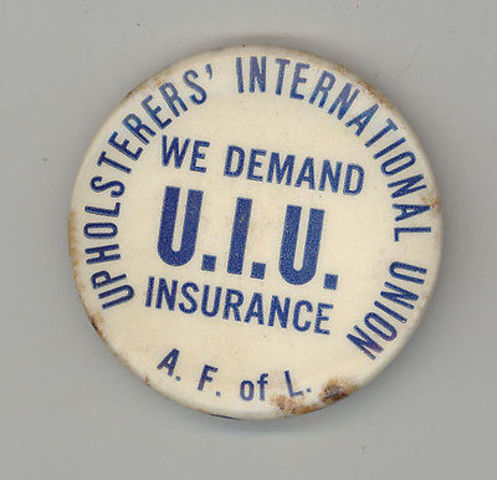 UPHOLSTERERS' INTERNATIONAL UNION
WE DEMAND
U.I.U.
INSURANCE
A. F. of L.